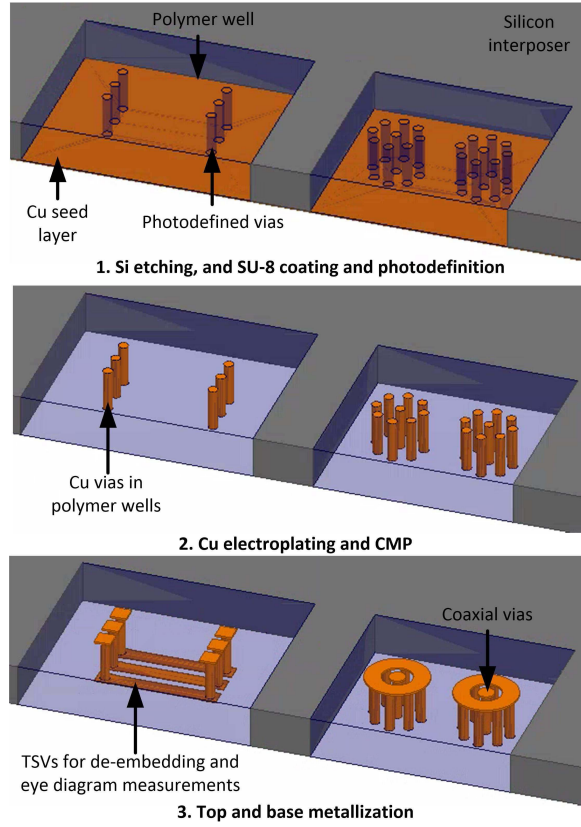 Polymer well
Silicon
interposer
Cu seed
layer
Photodefined vias
1. Si etching, and SU-8 coating and photodefinition
Cu vias in
polymer wells
2. Cu electroplating and CMP
Coaxial vias
TSVs for de-embedding and
eye diagram measurements
3. Top and base metallization